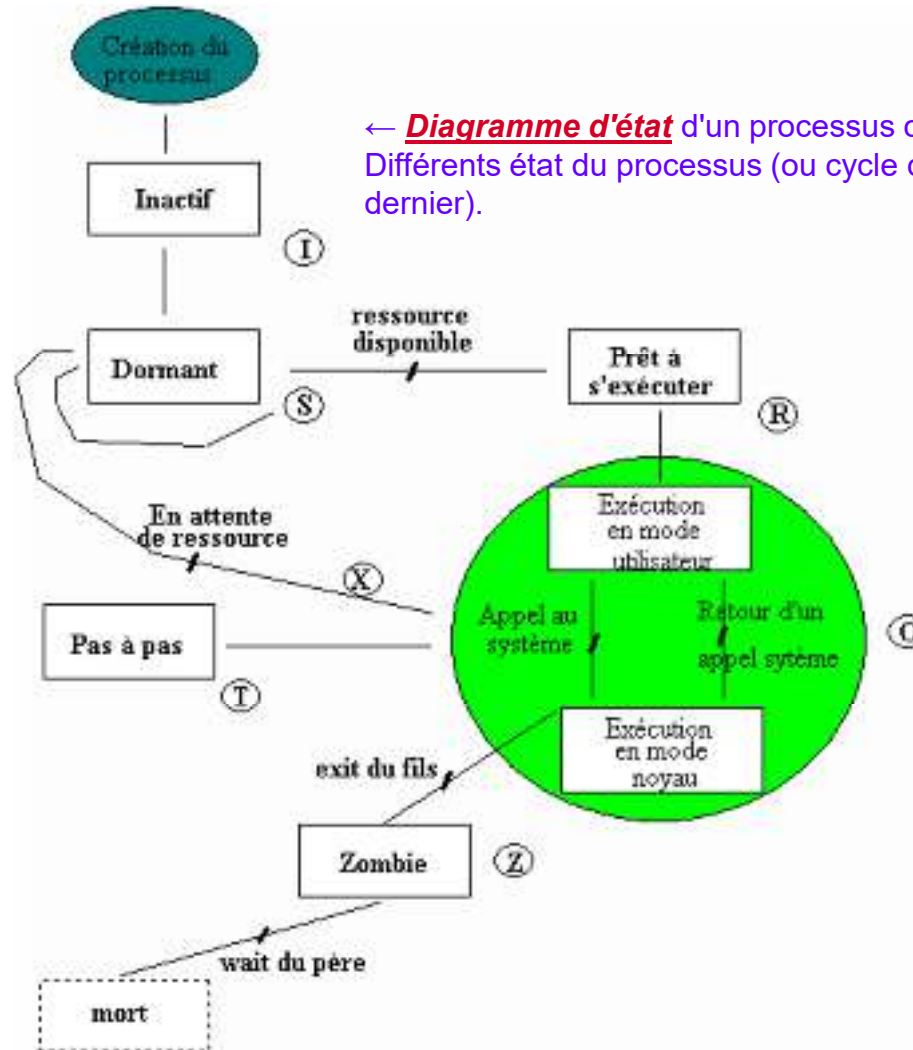 Création du
processus
← Diagramme d'état d'un processus
Différents état du processus (ou cycle
dernier).
Inactif
I
ressource
disponible
Dormant
S
Prêt à
s'exécuter
R
En attente
de ressource
X
Exécution
en mode
utilisateur
Appel au
système
Retour d'un
appel sytème
Pas à pas
T
Exécution
en mode
noyau
exit du fils
Zombie
Z
wait du père
mort